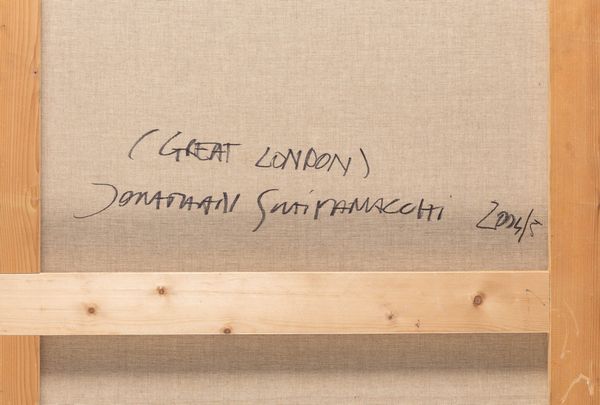 (GREAT LONDON)
JONATHAN GUAITAMACCHI 2004/5